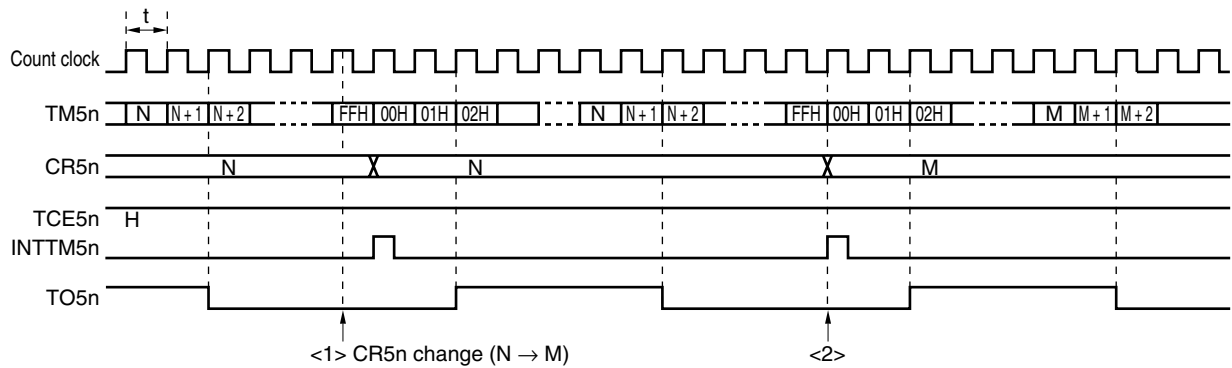 t
Count clock
TM5n N N + 1 N + 2 FFH 00H 01H 02H N N + 1 N + 2 FFH 00H 01H 02H M M + 1 M + 2
CR5n N N M
TCE5n H
INTTM5n
TO5n
<1> CR5n change (N → M) <2>